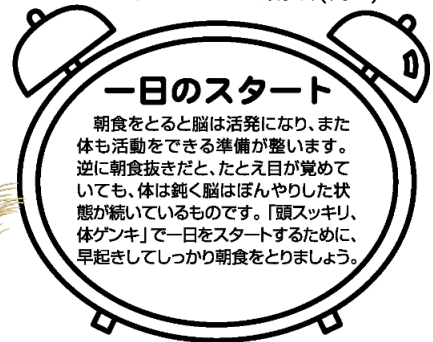 一日のスタート
朝食をとると脳は活発になり、また
体も活動をできる準備が整います。
逆に朝食抜きだと、たとえ目が覚めて
いても、体は鈍く脳はぼんやりした状
態が続いているものです。「頭スッキリ、
体ゲンキ」で一日をスタートするために、
早起きしてしっかり朝食をとりましょう。